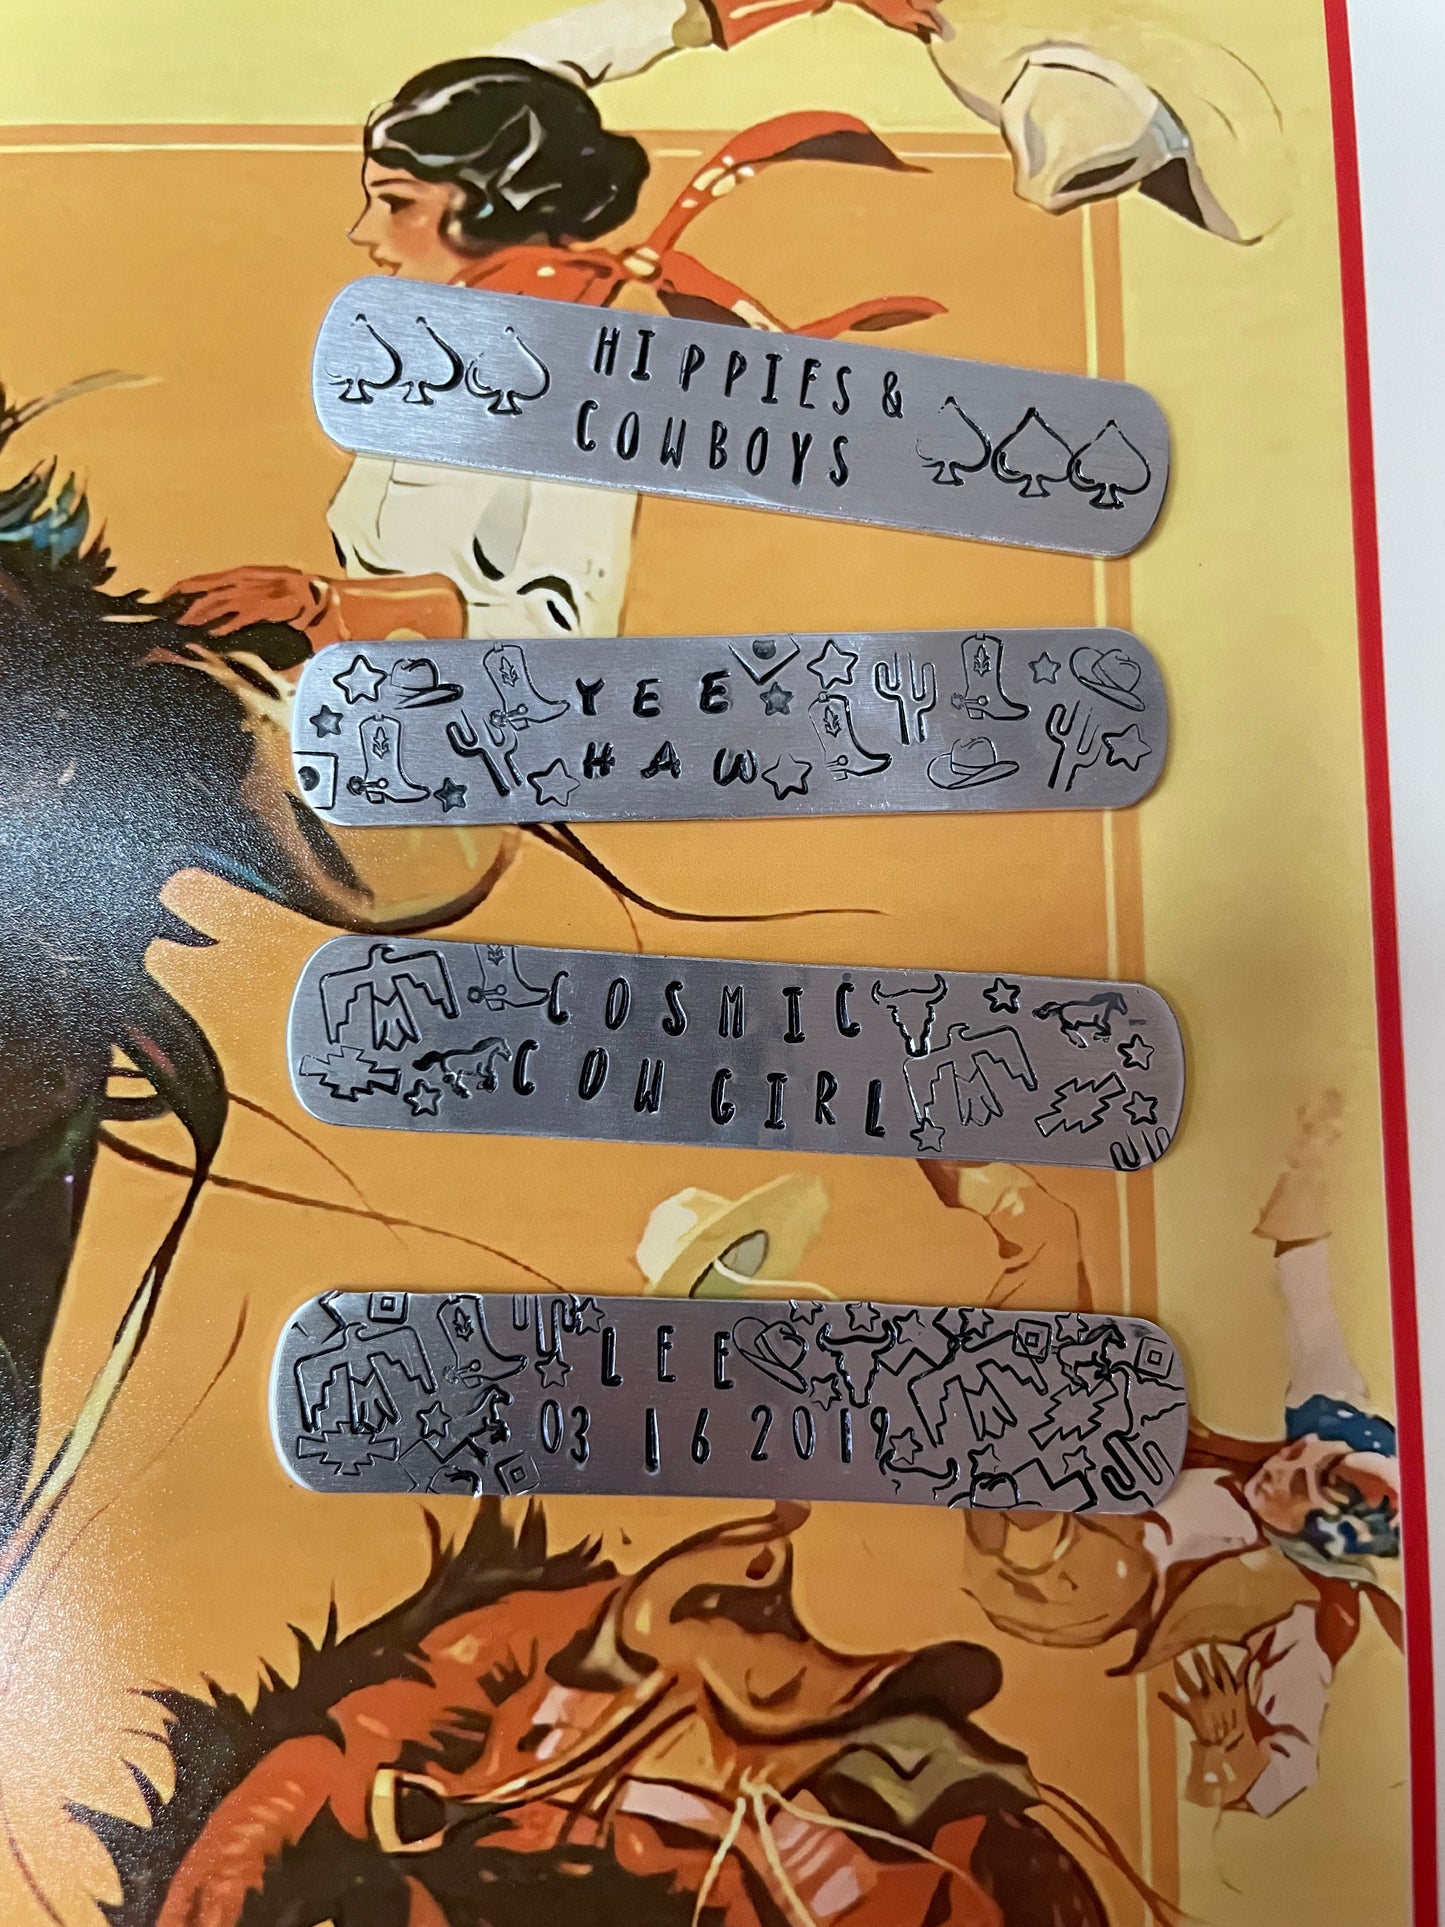 HIPPIES &
COWBOYS
YEE
HAW
COSMIC
COWGIRL
LEE
03 16 2019